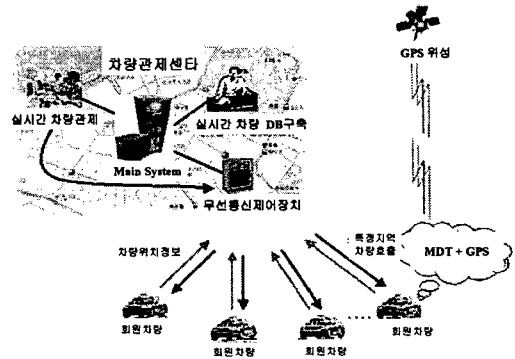 GPS 위성
차량관제센타
실시간 차량관제
실시간 차량 DB구축
Main System
무선통신제어장치
차량위치정보
: 특정지역
차량호출
MDT + GPS
회원차량
회원차량
회원차량
회원차량